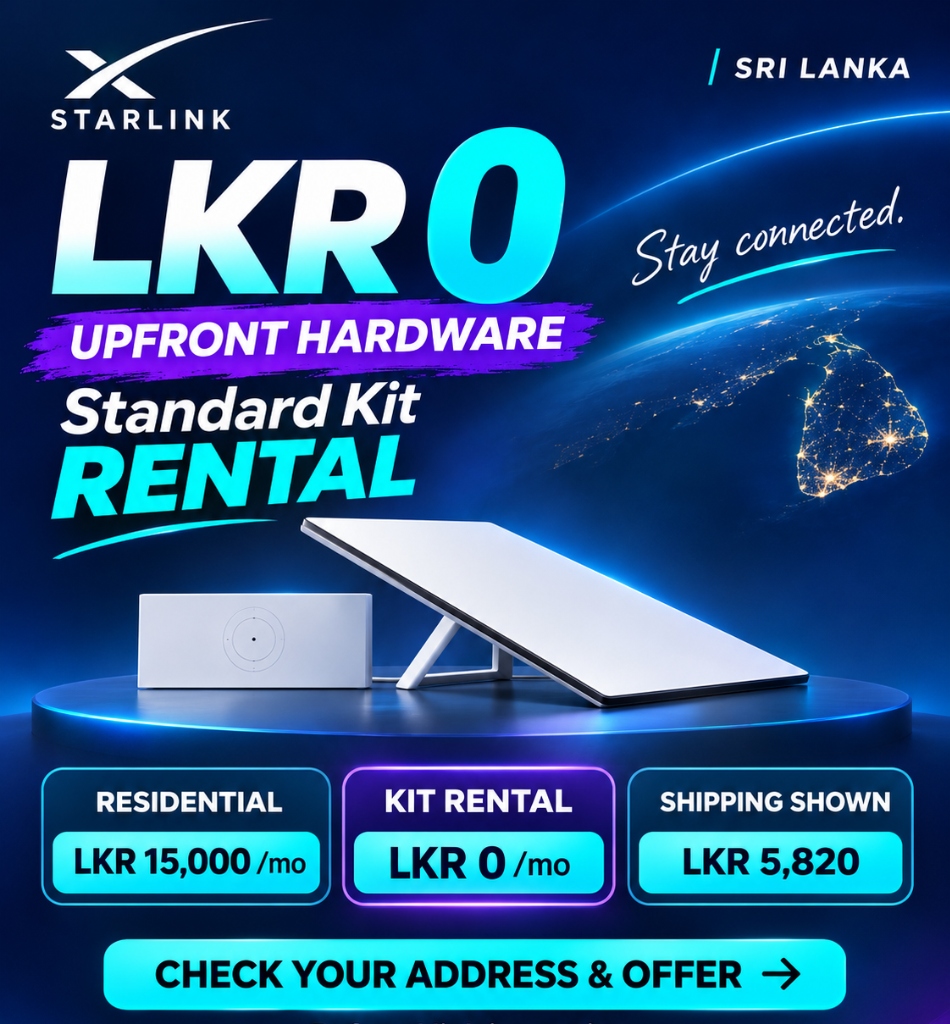 STARLINK
/ SRI LANKA
LKR 0
Stay connected.
UPFRONT HARDWARE
Standard Kit
RENTAL
RESIDENTIAL
LKR 15,000 /mo
KIT RENTAL
LKR 0 /mo
SHIPPING SHOWN
LKR 5,820
CHECK YOUR ADDRESS & OFFER →